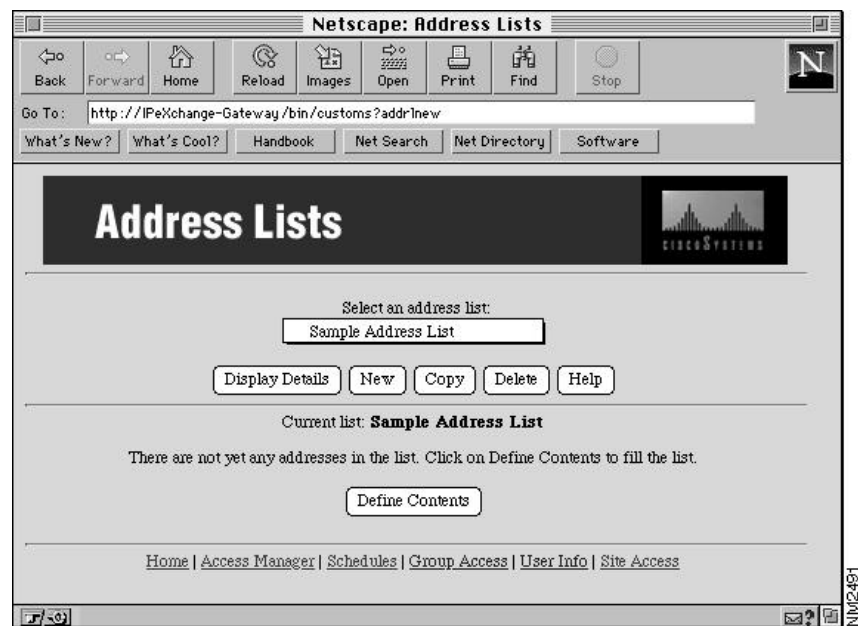 Netscape: Address Lists
Back Forward Home Reload Images Open Print Find Stop
N
Go To: http://IPeXchange-Gateway/bin/customs?addrlnew
What's New? What's Cool? Handbook Net Search Net Directory Software
Address Lists
CISCO SYSTEMS
Select an address list:
Sample Address List
Display Details New Copy Delete Help
Current list: Sample Address List
There are not yet any addresses in the list. Click on Define Contents to fill the list.
Define Contents
Home | Access Manager | Schedules | Group Access | User Info | Site Access
NM2491